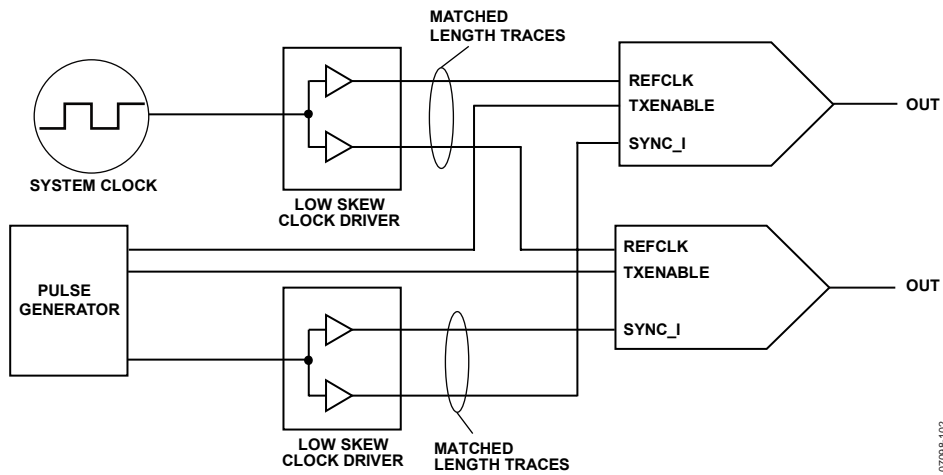 MATCHED
LENGTH TRACES
REFCLK
TXENABLE
SYNC_I
OUT
SYSTEM CLOCK
LOW SKEW
CLOCK DRIVER
PULSE
GENERATOR
REFCLK
TXENABLE
SYNC_I
OUT
LOW SKEW
CLOCK DRIVER
MATCHED
LENGTH TRACES